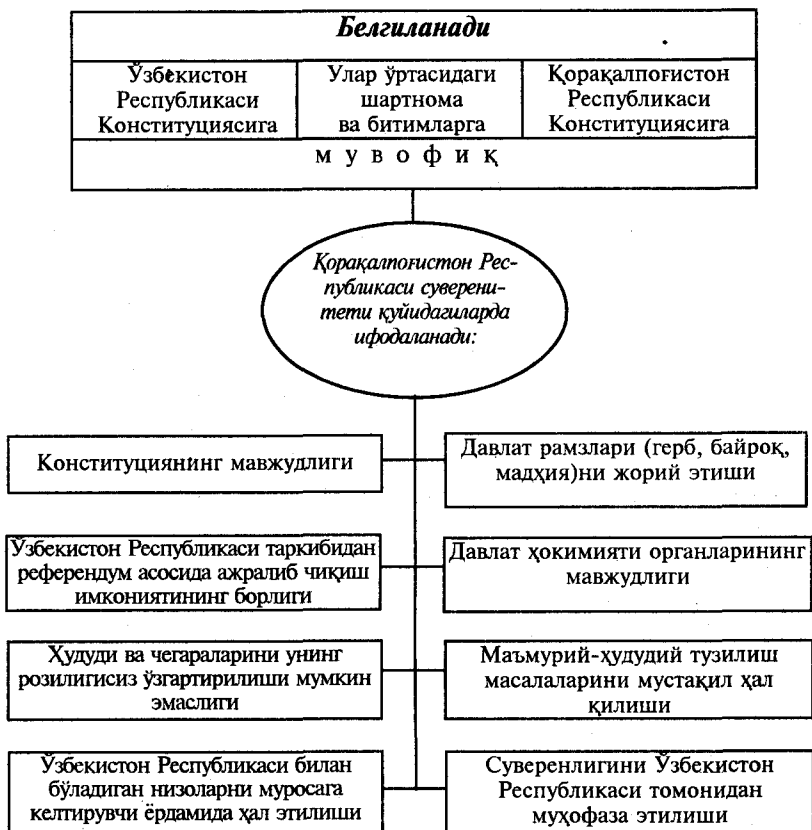 Белгиланади
Ўзбекистон
Республикаси
Конституциясига
Улар ўртасидаги
шартнома
ва битимларга
Қорақалпоғистон
Республикаси
Конституциясига
м у в о ф и қ
Қорақалпоғистон Рес-
публикаси суверени-
тети қуйидагиларда
ифодаланади:
Конституциянинг мавжудлиги
Давлат рамзлари (герб, байроқ,
мадҳия)ни жорий этиши
Ўзбекистон Республикаси таркибидан
референдум асосида ажралиб чиқиш
имкониятининг борлиги
Давлат ҳокимияти органларининг
мавжудлиги
Ҳудуди ва чегараларини унинг
розилигисиз ўзгартирилиши мумкин
эмаслиги
Маъмурий-ҳудудий тузилиш
масалаларини мустақил ҳал
қилиши
Ўзбекистон Республикаси билан
бўладиган низоларни муросага
келтирувчи ёрдамида ҳал этилиши
Суверенлигини Ўзбекистон
Республикаси томонидан
муҳофаза этилиши